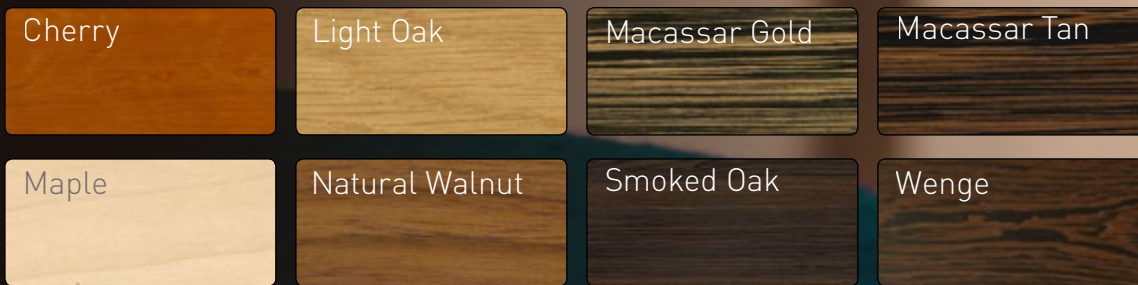 Cherry
Light Oak
Macassar Gold
Macassar Tan
Maple
Natural Walnut
Smoked Oak
Wenge